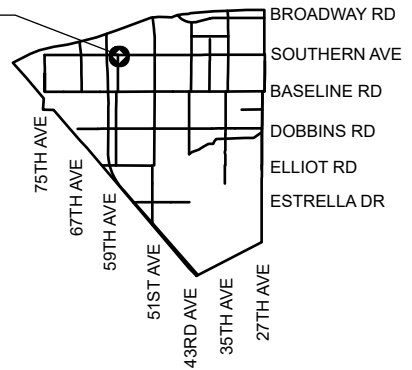 BROADWAY RD
SOUTHERN AVE
BASELINE RD
DOBBINS RD
ELLIOT RD
ESTRELLA DR
75TH AVE
67TH AVE
59TH AVE
51ST AVE
43RD AVE
35TH AVE
27TH AVE